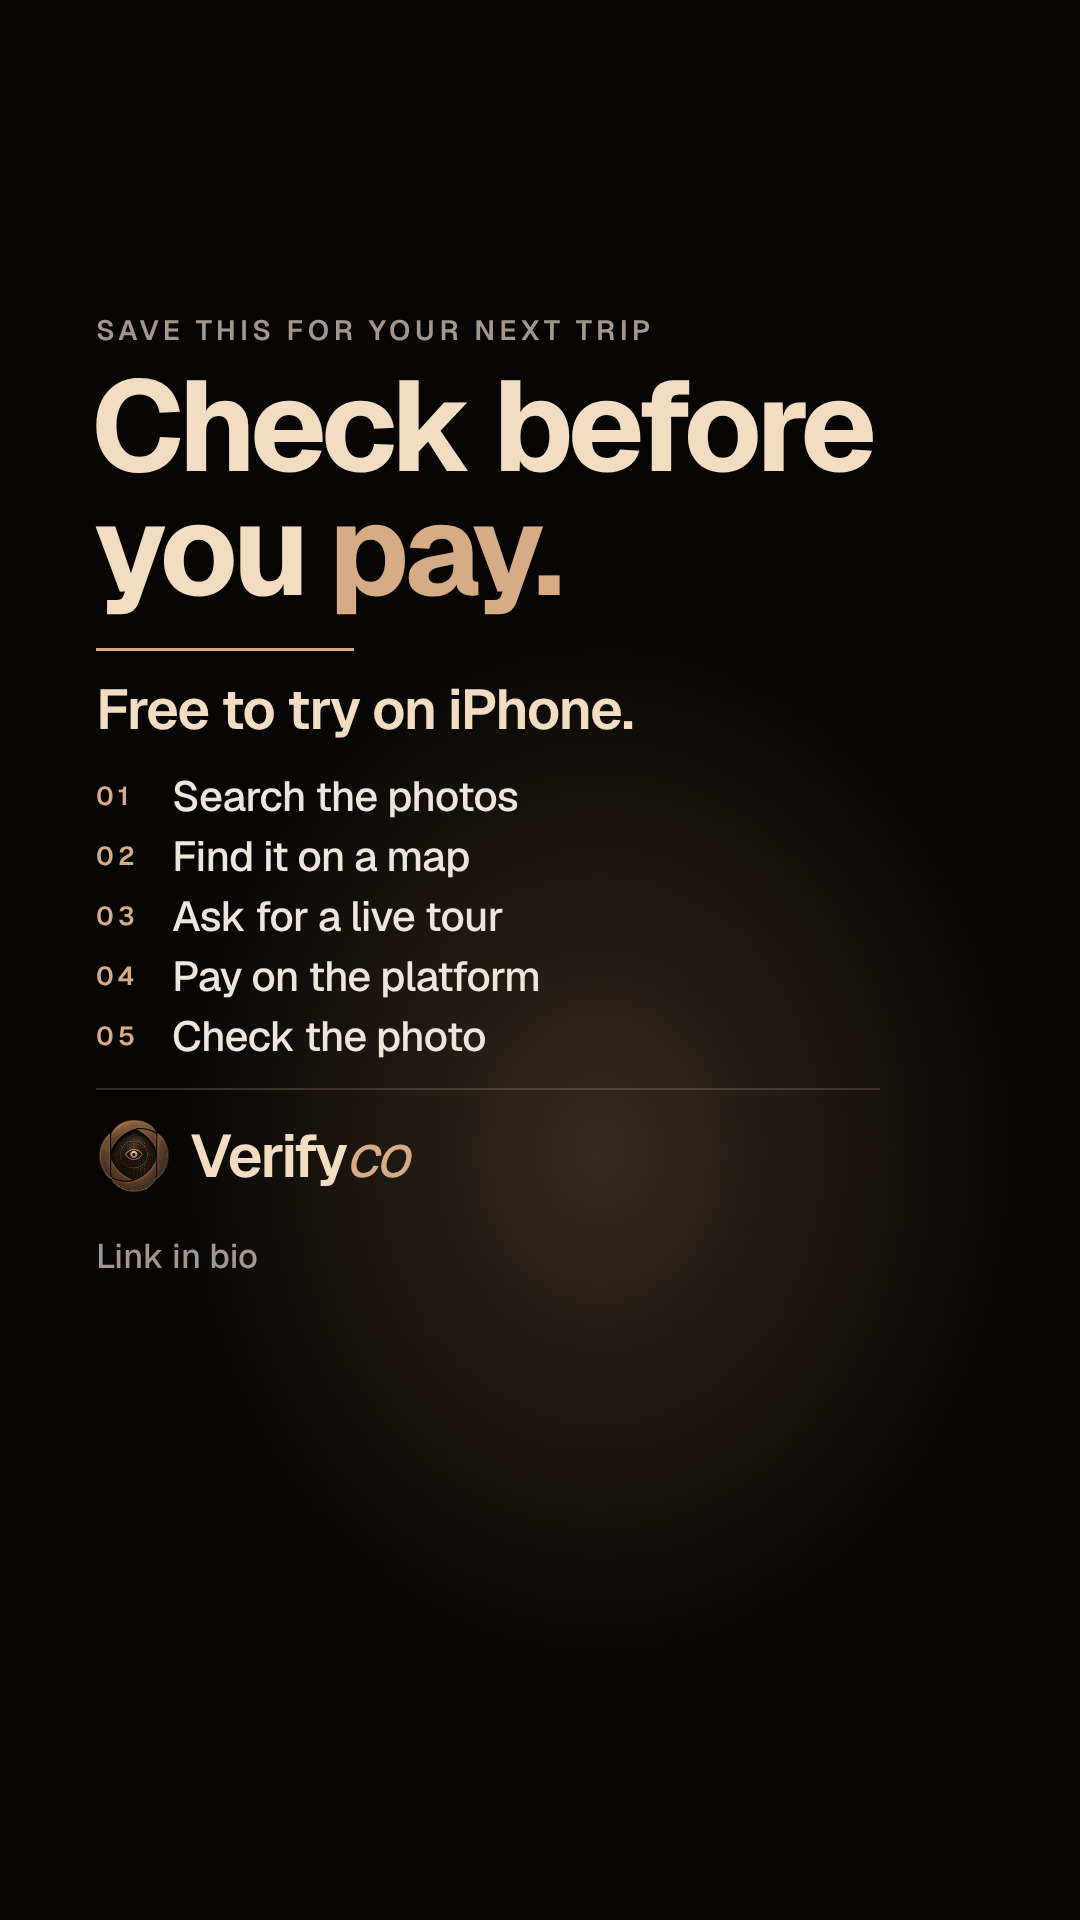 SAVE THIS FOR YOUR NEXT TRIP
Check before
you pay.
Free to try on iPhone.
01 Search the photos
02 Find it on a map
03 Ask for a live tour
04 Pay on the platform
05 Check the photo
Verifyco
Link in bio